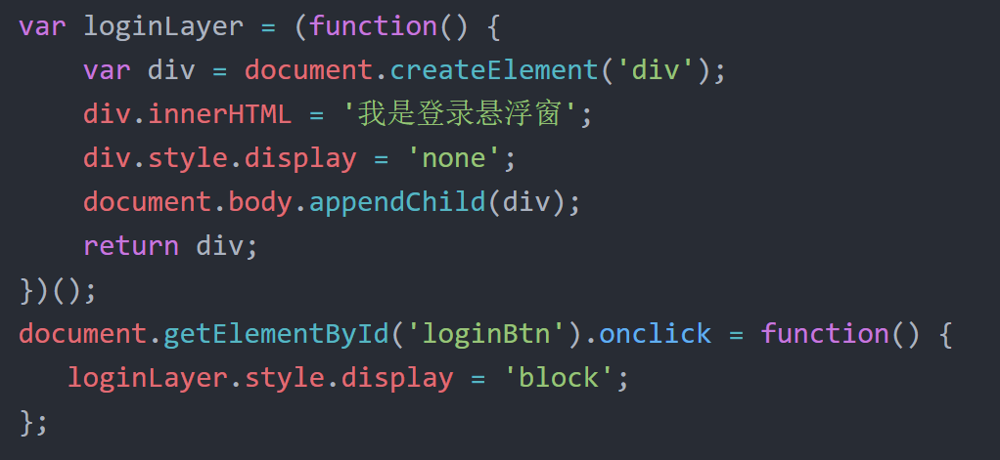 var loginLayer = (function() {
    var div = document.createElement('div');
    div.innerHTML = '我是登录悬浮窗';
    div.style.display = 'none';
    document.body.appendChild(div);
    return div;
})();
document.getElementById('loginBtn').onclick = function() {
   loginLayer.style.display = 'block';
};